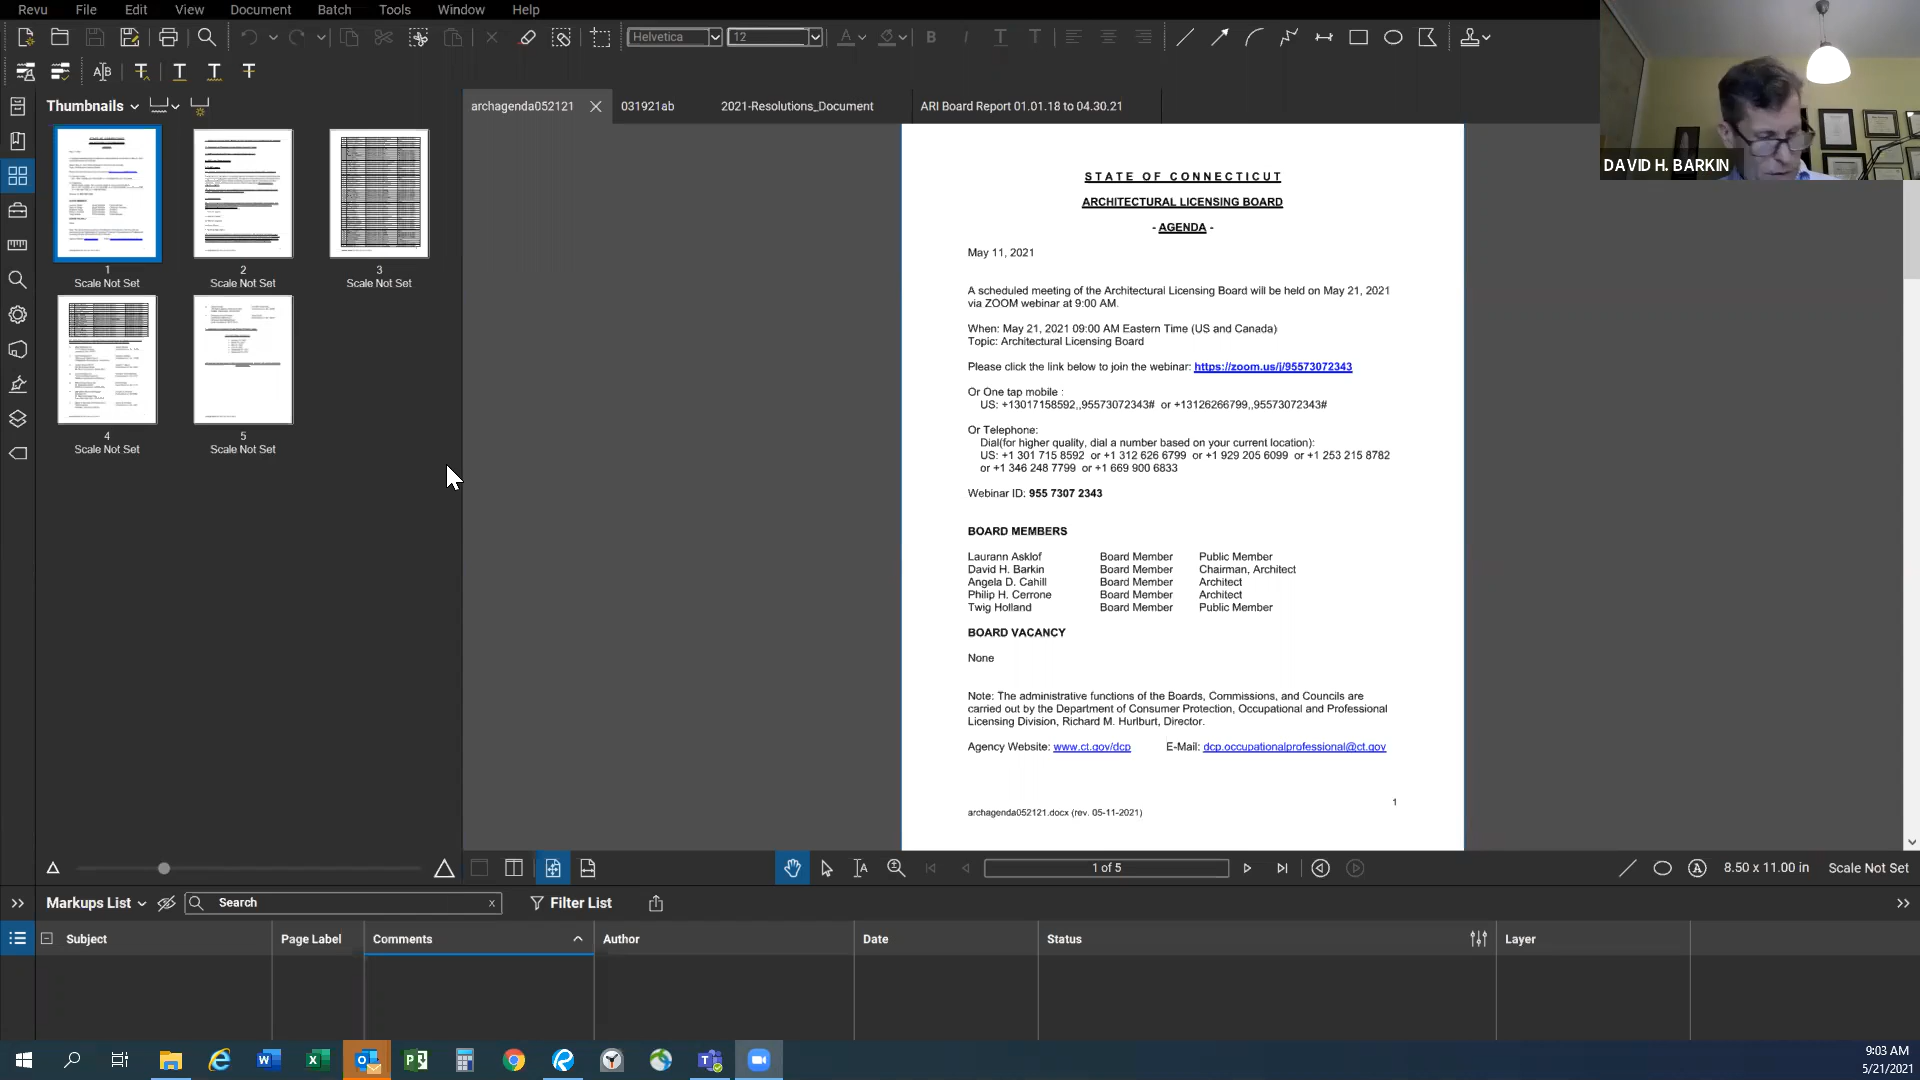 Revu File Edit View Document Batch Tools Window Help
Helvetica 12
Thumbnails
archagenda052121 031921ab 2021-Resolutions_Document ARI Board Report 01.01.18 to 04.30.21
DAVID H. BARKIN
1
Scale Not Set
2
Scale Not Set
3
Scale Not Set
4
Scale Not Set
5
Scale Not Set
STATE OF CONNECTICUT
ARCHITECTURAL LICENSING BOARD
- AGENDA -
May 11, 2021
A scheduled meeting of the Architectural Licensing Board will be held on May 21, 2021
via ZOOM webinar at 9:00 AM.
When: May 21, 2021 09:00 AM Eastern Time (US and Canada)
Topic: Architectural Licensing Board
Please click the link below to join the webinar: https://zoom.us/j/95573072343
Or One tap mobile :
US: +13017158592,,95573072343# or +13126266799,,95573072343#
Or Telephone:
Dial(for higher quality, dial a number based on your current location):
US: +1 301 715 8592 or +1 312 626 6799 or +1 929 205 6099 or +1 253 215 8782
or +1 346 248 7799 or +1 669 900 6833
Webinar ID: 955 7307 2343
BOARD MEMBERS
Laurann Asklof Board Member Public Member
David H. Barkin Board Member Chairman, Architect
Angela D. Cahill Board Member Architect
Philip H. Cerrone Board Member Architect
Twig Holland Board Member Public Member
BOARD VACANCY
None
Note: The administrative functions of the Boards, Commissions, and Councils are
carried out by the Department of Consumer Protection, Occupational and Professional
Licensing Division, Richard M. Hurlburt, Director.
Agency Website: www.ct.gov/dcp E-Mail: dcp.occupationalprofessional@ct.gov
1
archagenda052121.docx (rev. 05-11-2021)
1 of 5
8.50 x 11.00 in Scale Not Set
Markups List Search x Filter List
Subject Page Label Comments Author Date Status Layer
9:03 AM
5/21/2021